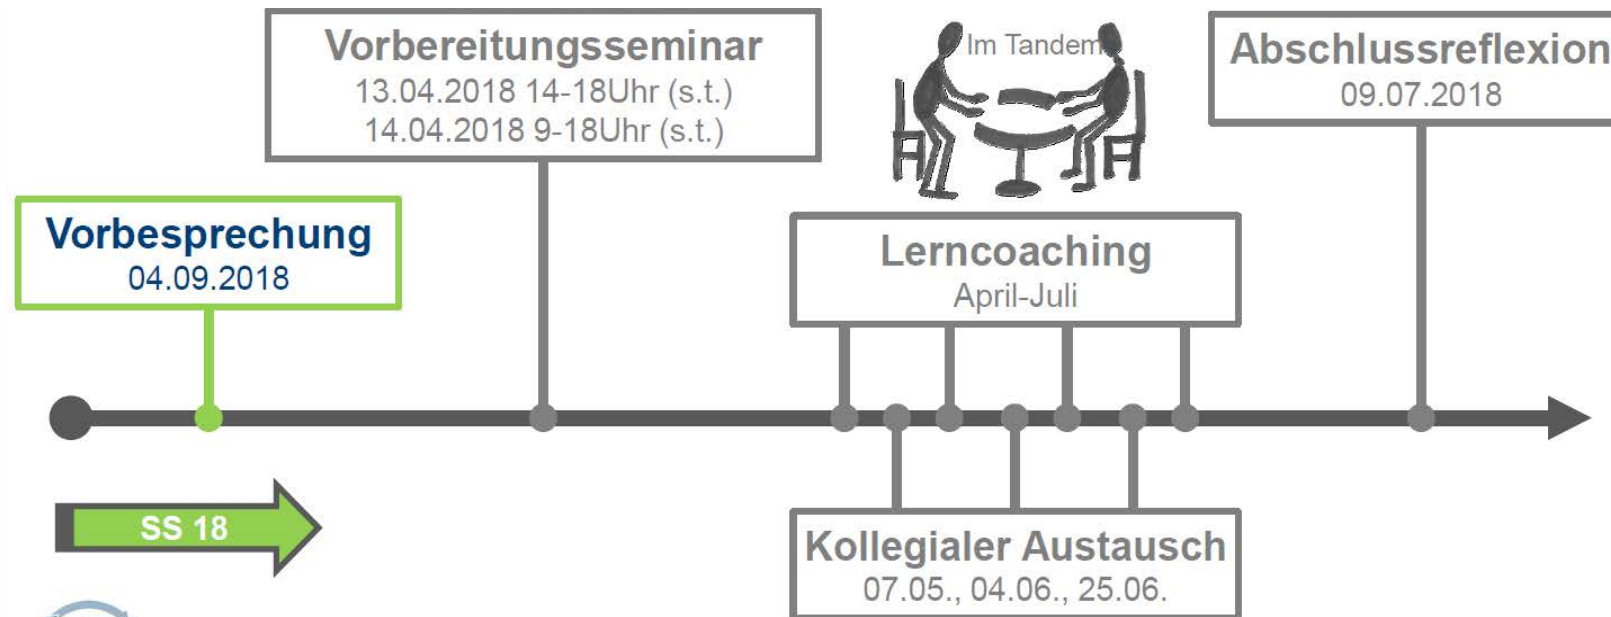 Vorbereitungsseminar
13.04.2018 14-18Uhr (s.t.)
14.04.2018 9-18Uhr (s.t.)
Im Tandem
Abschlussreflexion
09.07.2018
Vorbesprechung
04.09.2018
Lerncoaching
April-Juli
SS 18
Kollegialer Austausch
07.05., 04.06., 25.06.